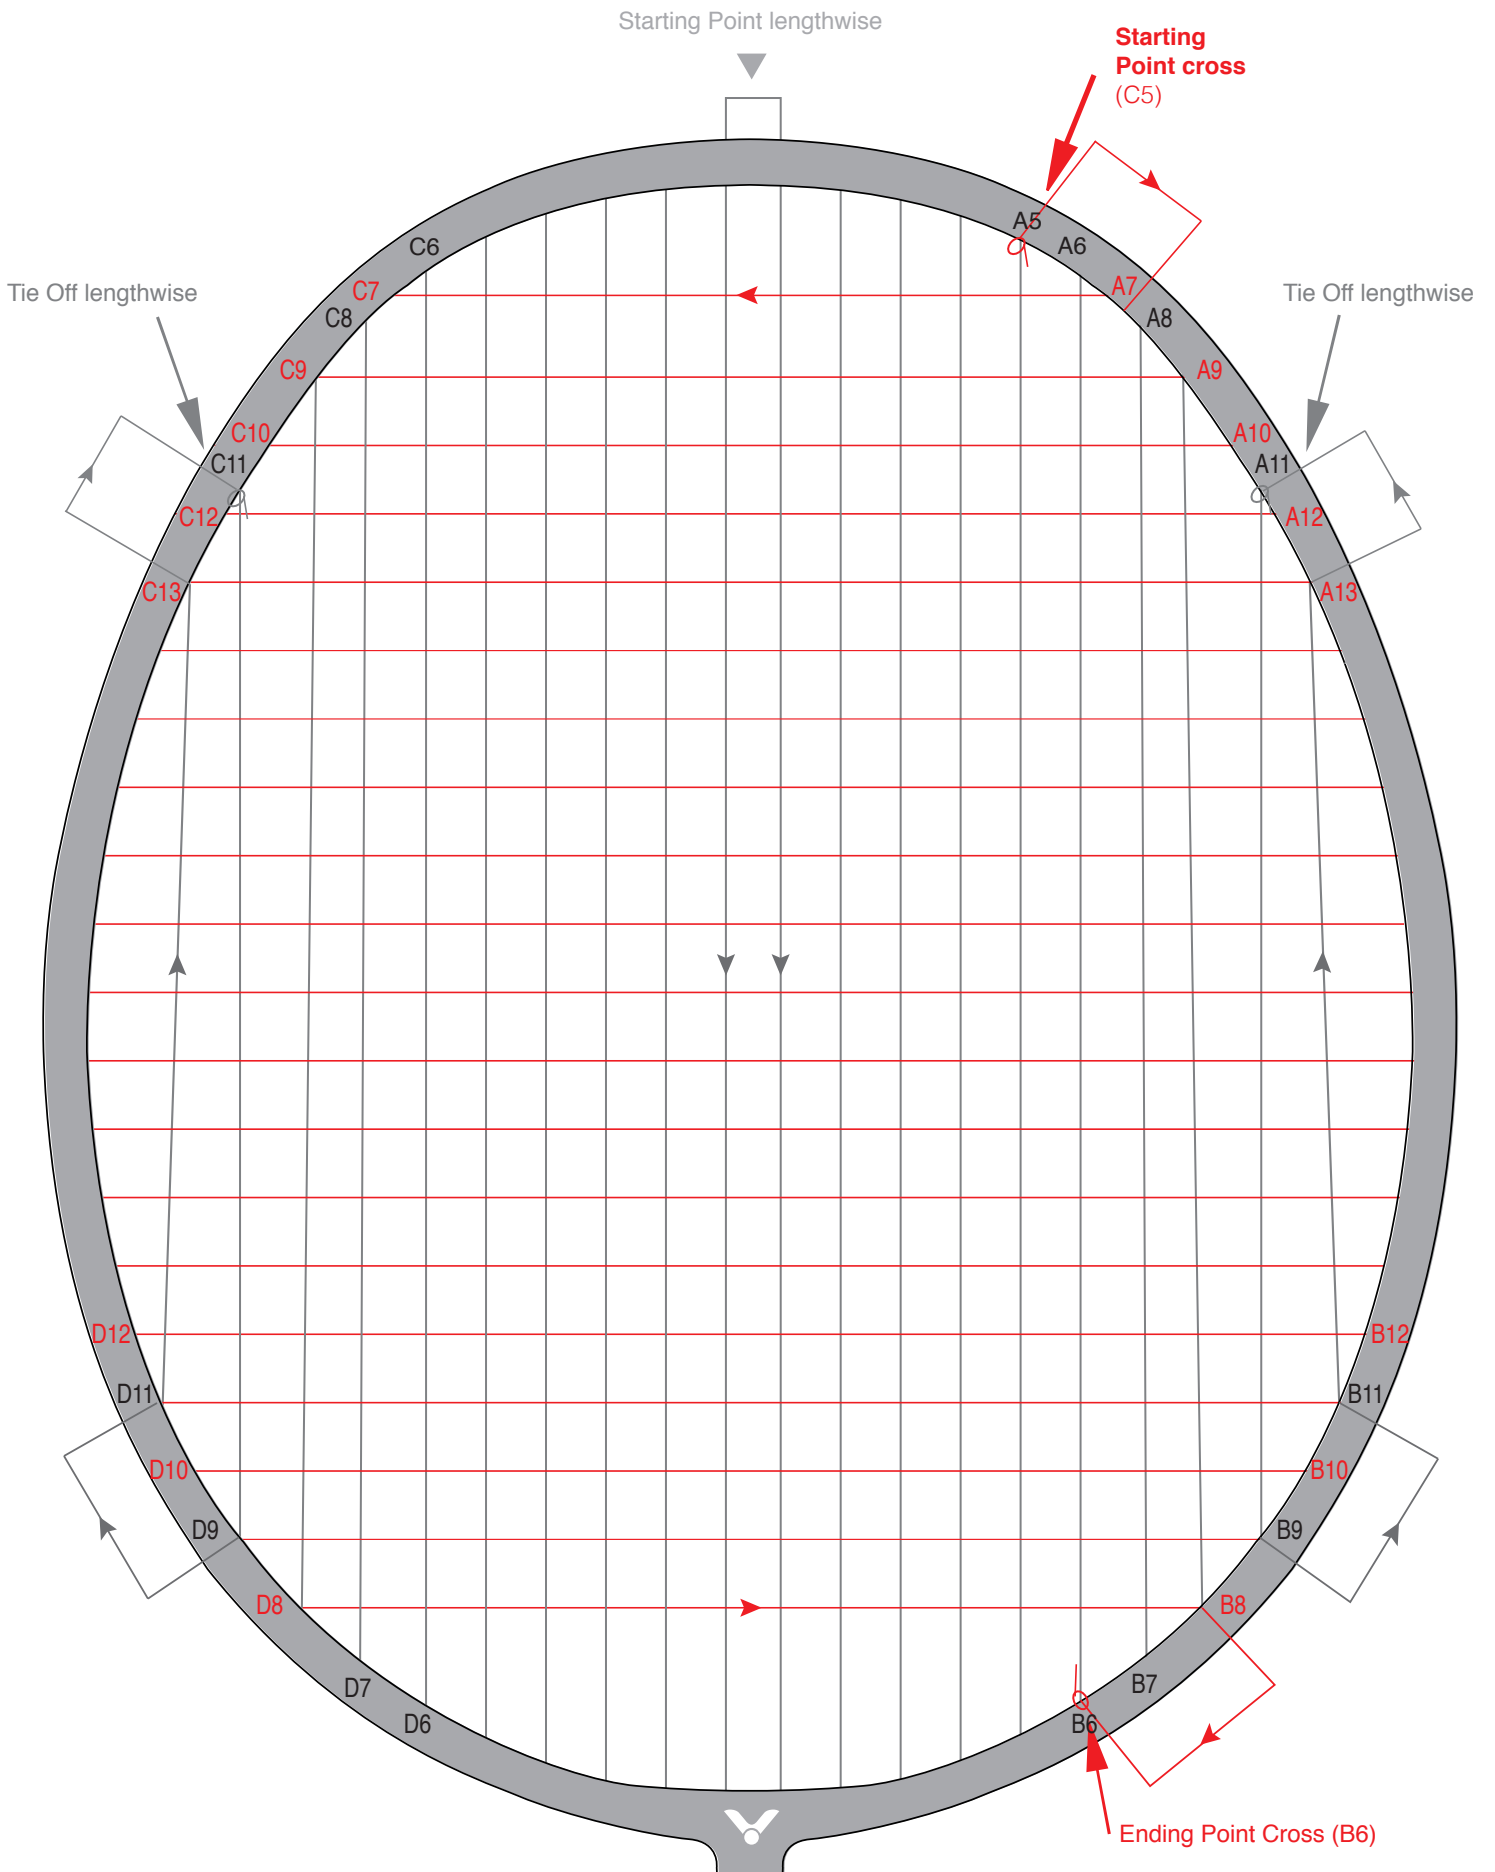 Starting Point lengthwise
Starting
Point cross
(C5)
A5
C6
A6
Tie Off lengthwise
C7
A7
Tie Off lengthwise
C8
A8
C9
A9
C10
A10
C11
A11
C12
A12
C13
A13
D12
B12
D11
B11
D10
B10
D9
B9
D8
B8
D7
B7
D6
B6
Ending Point Cross (B6)